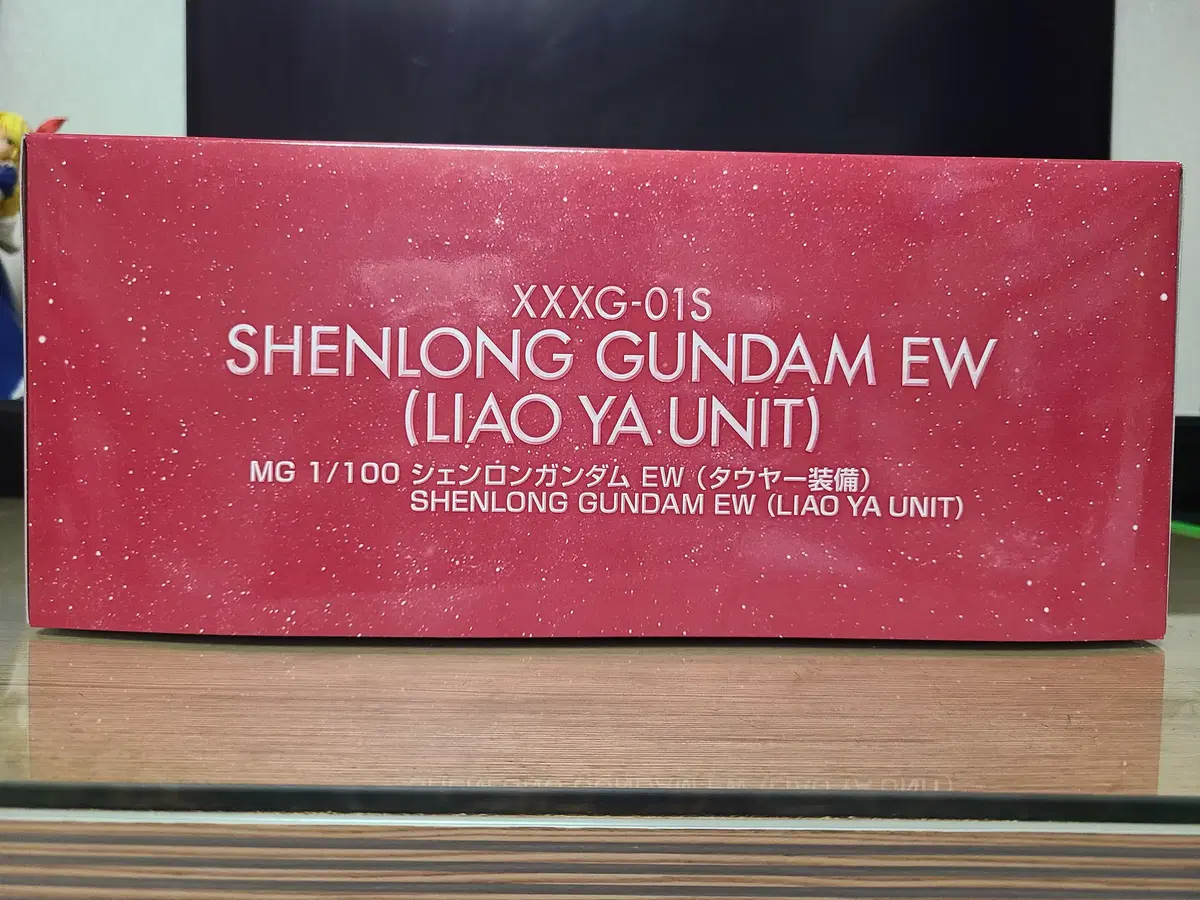 XXXG-01S
SHENLONG GUNDAM EW
(LIAO YA UNIT)
MG 1/100 シェンロンガンダム EW（タウヤー装備）
SHENLONG GUNDAM EW (LIAO YA UNIT)